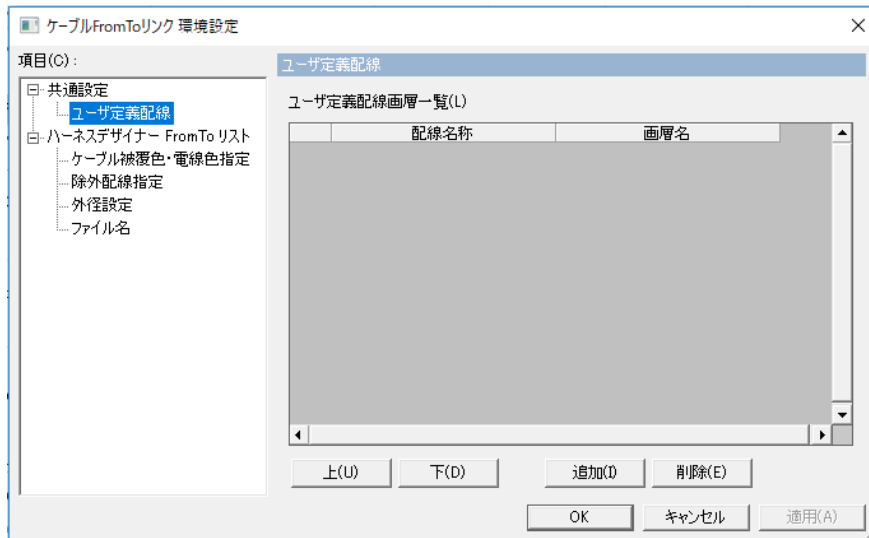 ケーブルFromToリンク 環境設定
項目(C) :
共通設定
ユーザ定義配線
ハーネスデザイナー FromTo リスト
ケーブル被覆色・電線色指定
除外配線指定
外径設定
ファイル名
ユーザ定義配線
ユーザ定義配線画層一覧(L)
配線名称 画層名
上(U) 下(D) 追加(I) 削除(E)
OK キャンセル 適用(A)